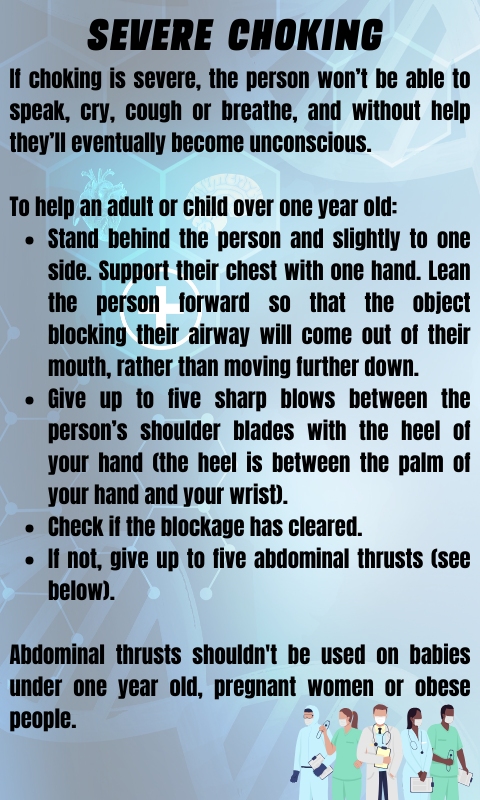 SEVERE CHOKING
If choking is severe, the person won’t be able to
speak, cry, cough or breathe, and without help
they’ll eventually become unconscious.
To help an adult or child over one year old:
• Stand behind the person and slightly to one
side. Support their chest with one hand. Lean
the person forward so that the object
blocking their airway will come out of their
mouth, rather than moving further down.
• Give up to five sharp blows between the
person’s shoulder blades with the heel of
your hand (the heel is between the palm of
your hand and your wrist).
• Check if the blockage has cleared.
• If not, give up to five abdominal thrusts (see
below).
Abdominal thrusts shouldn't be used on babies
under one year old, pregnant women or obese
people.